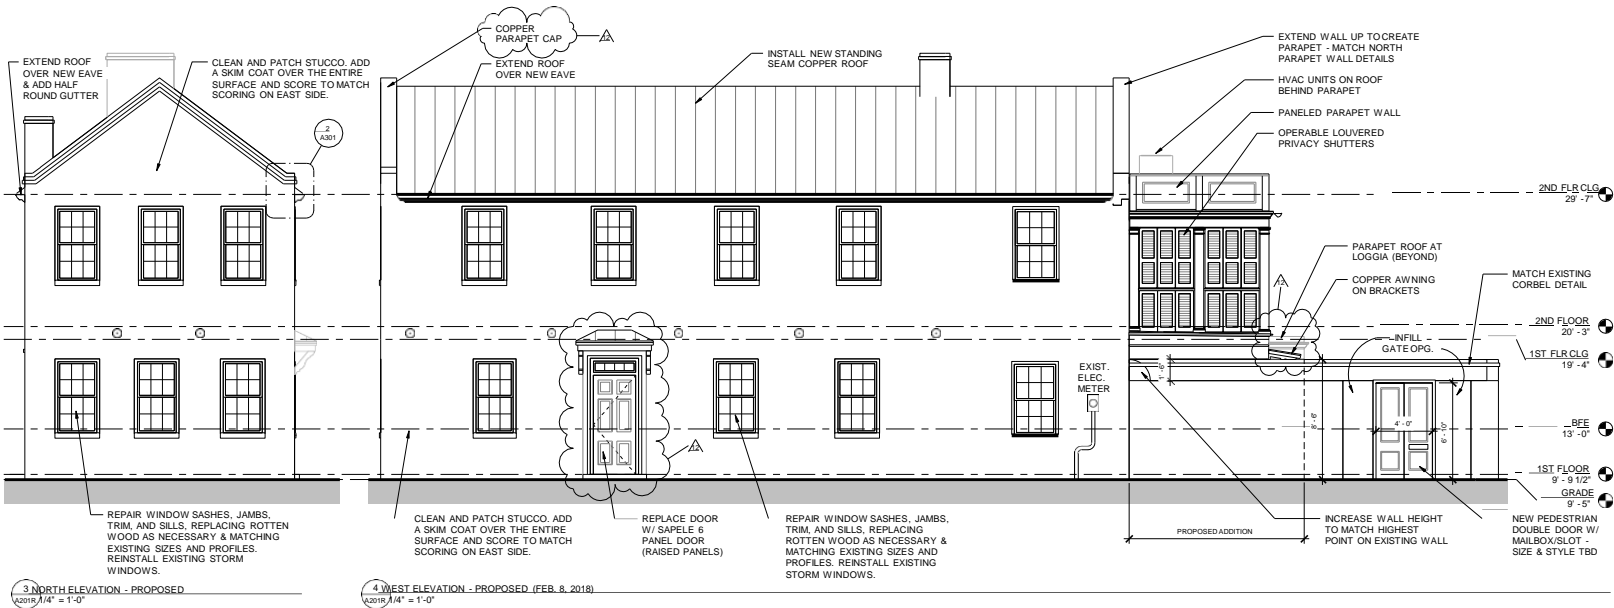 EXTEND ROOF
OVER NEW EAVE
& ADD HALF
ROUND GUTTER
CLEAN AND PATCH STUCCO. ADD
A SKIM COAT OVER THE ENTIRE
SURFACE AND SCORE TO MATCH
SCORING ON EAST SIDE.
2
A301
COPPER
PARAPET CAP
12
EXTEND ROOF
OVER NEW EAVE
INSTALL NEW STANDING
SEAM COPPER ROOF
EXTEND WALL UP TO CREATE
PARAPET - MATCH NORTH
PARAPET WALL DETAILS
HVAC UNITS ON ROOF
BEHIND PARAPET
PANELED PARAPET WALL
OPERABLE LOUVERED
PRIVACY SHUTTERS
2ND FLR CLG
29' -7"
PARAPET ROOF AT
LOGGIA (BEYOND)
12
COPPER AWNING
ON BRACKETS
MATCH EXISTING
CORBEL DETAIL
2ND FLOOR
20' -3"
INFILL
GATE OPG.
1ST FLR CLG
19' -4"
EXIST.
ELEC.
METER
1' -6"
8' -6"
4' -0"
6' -10"
BFE
13' -0"
12
1ST FLOOR
9' - 9 1/2"
GRADE
9' -5"
REPAIR WINDOW SASHES, JAMBS,
TRIM, AND SILLS, REPLACING ROTTEN
WOOD AS NECESSARY & MATCHING
EXISTING SIZES AND PROFILES.
REINSTALL EXISTING STORM
WINDOWS.
CLEAN AND PATCH STUCCO. ADD
A SKIM COAT OVER THE ENTIRE
SURFACE AND SCORE TO MATCH
SCORING ON EAST SIDE.
REPLACE DOOR
W/ SAPELE 6
PANEL DOOR
(RAISED PANELS)
REPAIR WINDOW SASHES, JAMBS,
TRIM, AND SILLS, REPLACING
ROTTEN WOOD AS NECESSARY &
MATCHING EXISTING SIZES AND
PROFILES. REINSTALL EXISTING
STORM WINDOWS.
PROPOSED ADDITION
INCREASE WALL HEIGHT
TO MATCH HIGHEST
POINT ON EXISTING WALL
NEW PEDESTRIAN
DOUBLE DOOR W/
MAILBOX/SLOT -
SIZE & STYLE TBD
3 NORTH ELEVATION - PROPOSED
A201R 1/4" = 1'-0"
4 WEST ELEVATION - PROPOSED (FEB. 8, 2018)
A201R 1/4" = 1'-0"